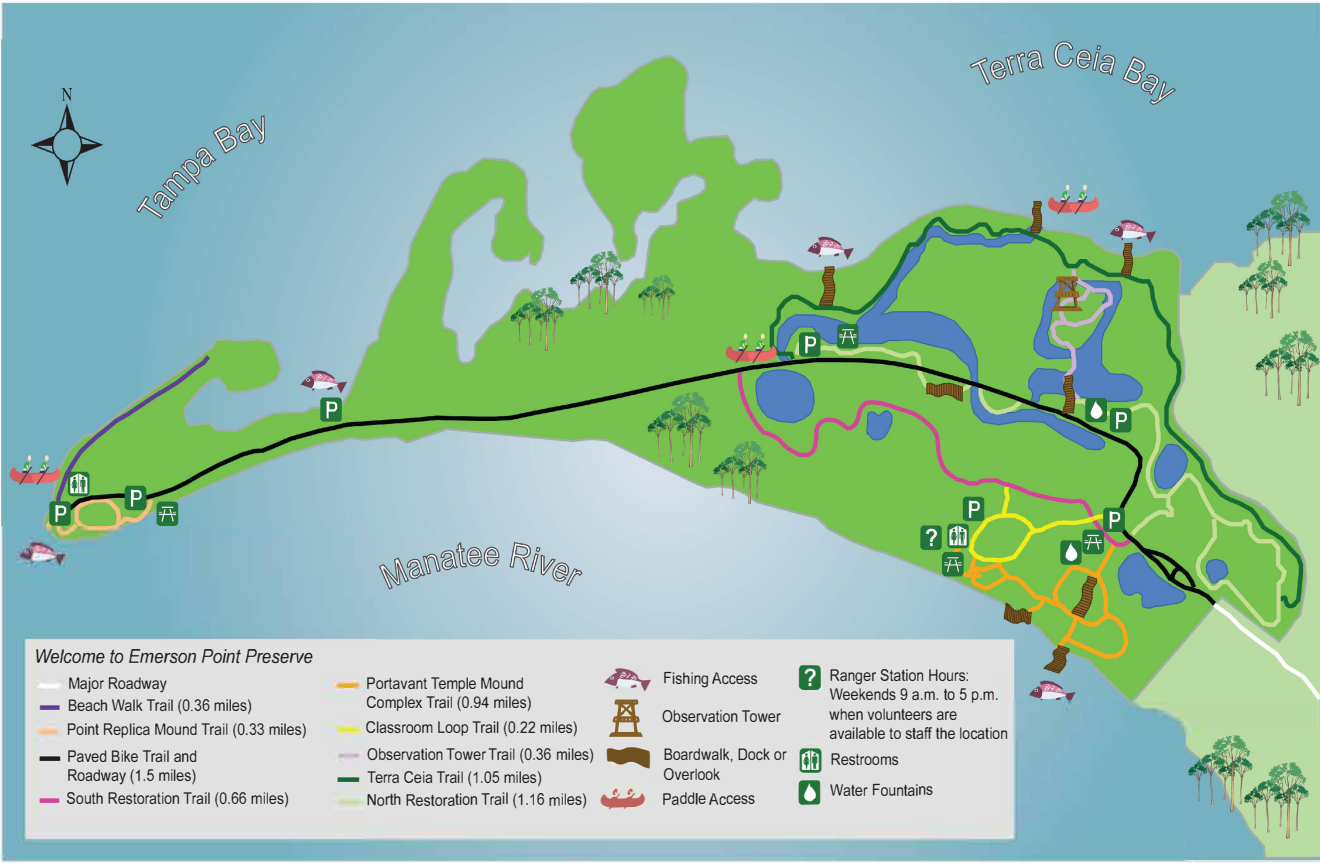 Terra Ceia Bay
N
Tampa Bay
P
P
P
P
P
P
P
P
?
Manatee River
Welcome to Emerson Point Preserve
Major Roadway
Beach Walk Trail (0.36 miles)
Point Replica Mound Trail (0.33 miles)
Paved Bike Trail and
Roadway (1.5 miles)
South Restoration Trail (0.66 miles)
Portavant Temple Mound
Complex Trail (0.94 miles)
Classroom Loop Trail (0.22 miles)
Observation Tower Trail (0.36 miles)
Terra Ceia Trail (1.05 miles)
North Restoration Trail (1.16 miles)
Fishing Access
Observation Tower
Boardwalk, Dock or
Overlook
Paddle Access
?
Ranger Station Hours:
Weekends 9 a.m. to 5 p.m.
when volunteers are
available to staff the location
Restrooms
Water Fountains